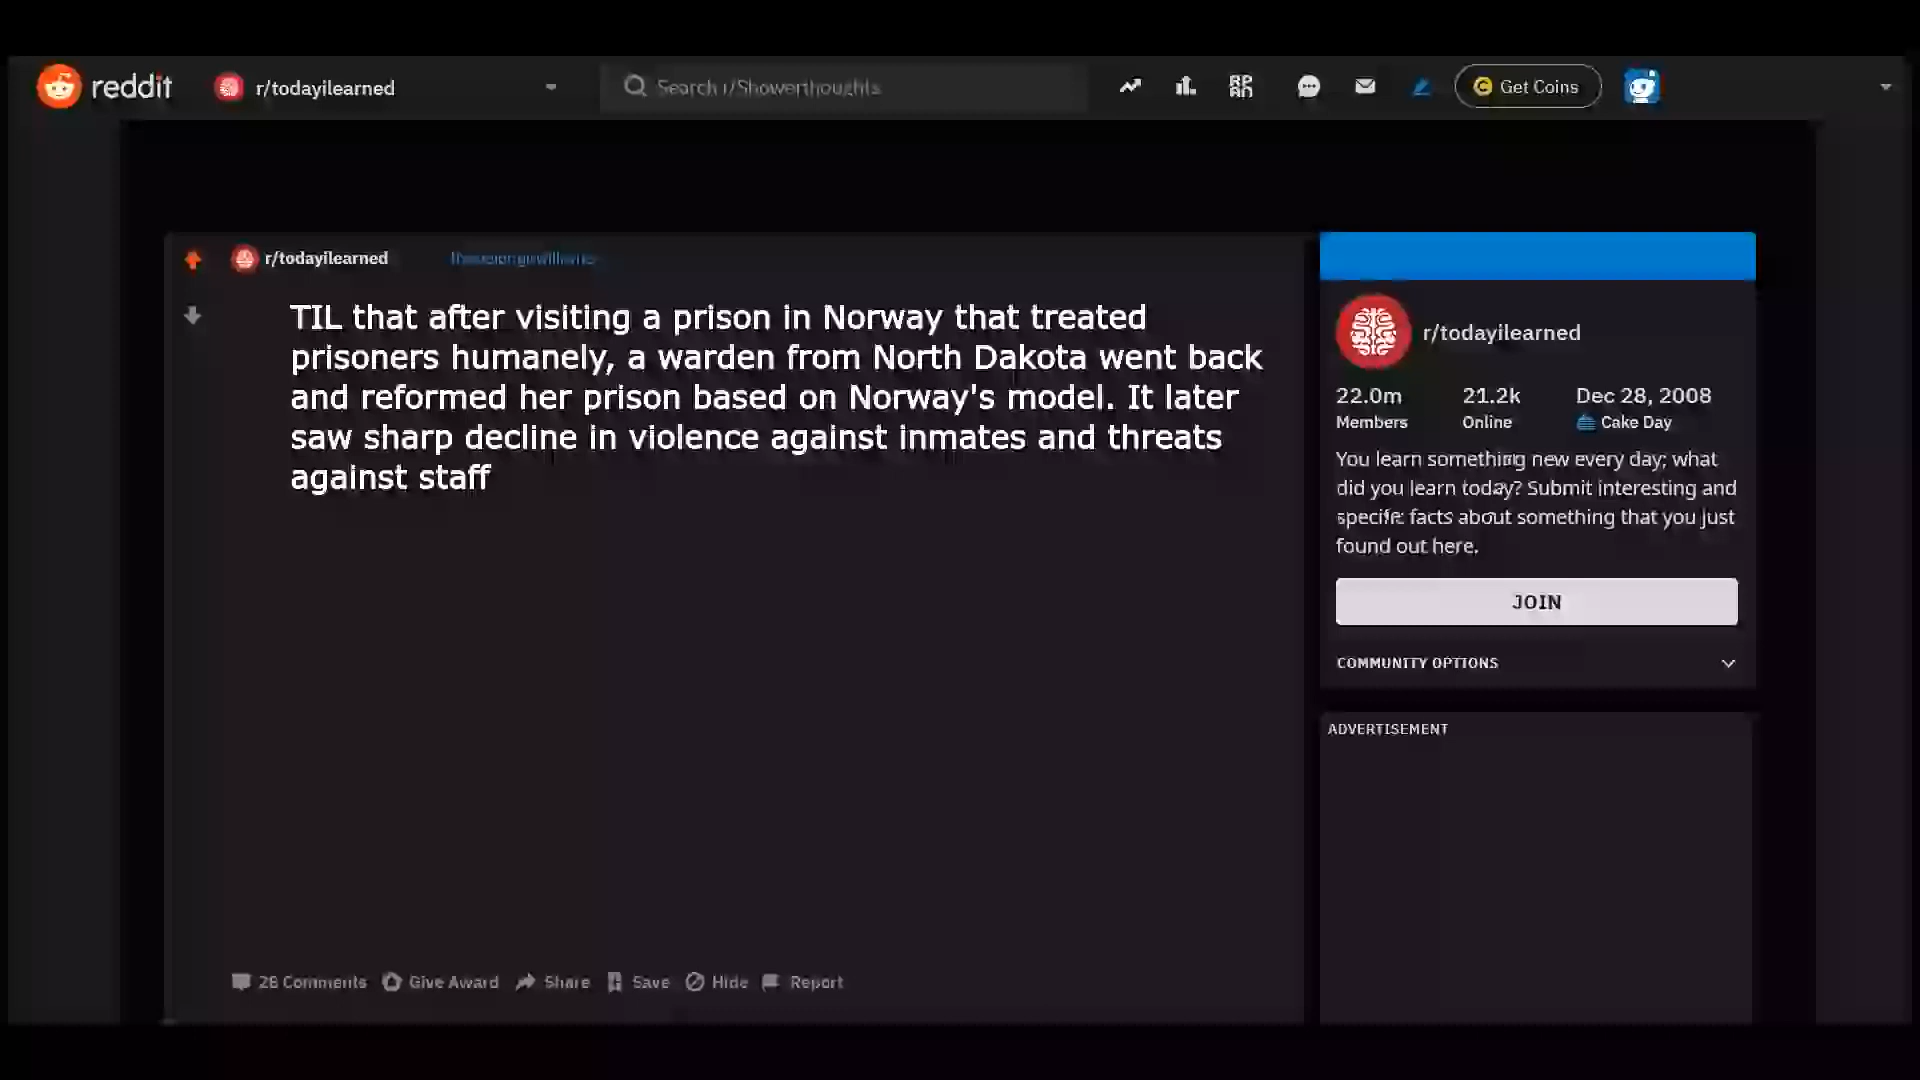 reddit
r/todayilearned
Search r/Showerthoughts
Get Coins
r/todayilearned
TIL that after visiting a prison in Norway that treated
prisoners humanely, a warden from North Dakota went back
and reformed her prison based on Norway's model. It later
saw sharp decline in violence against inmates and threats
against staff
28 Comments Give Award Share Save Hide Report
r/todayilearned
22.0m 21.2k Dec 28, 2008
Members Online Cake Day
You learn something new every day; what
did you learn today? Submit interesting and
specific facts about something that you just
found out here.
JOIN
COMMUNITY OPTIONS
ADVERTISEMENT